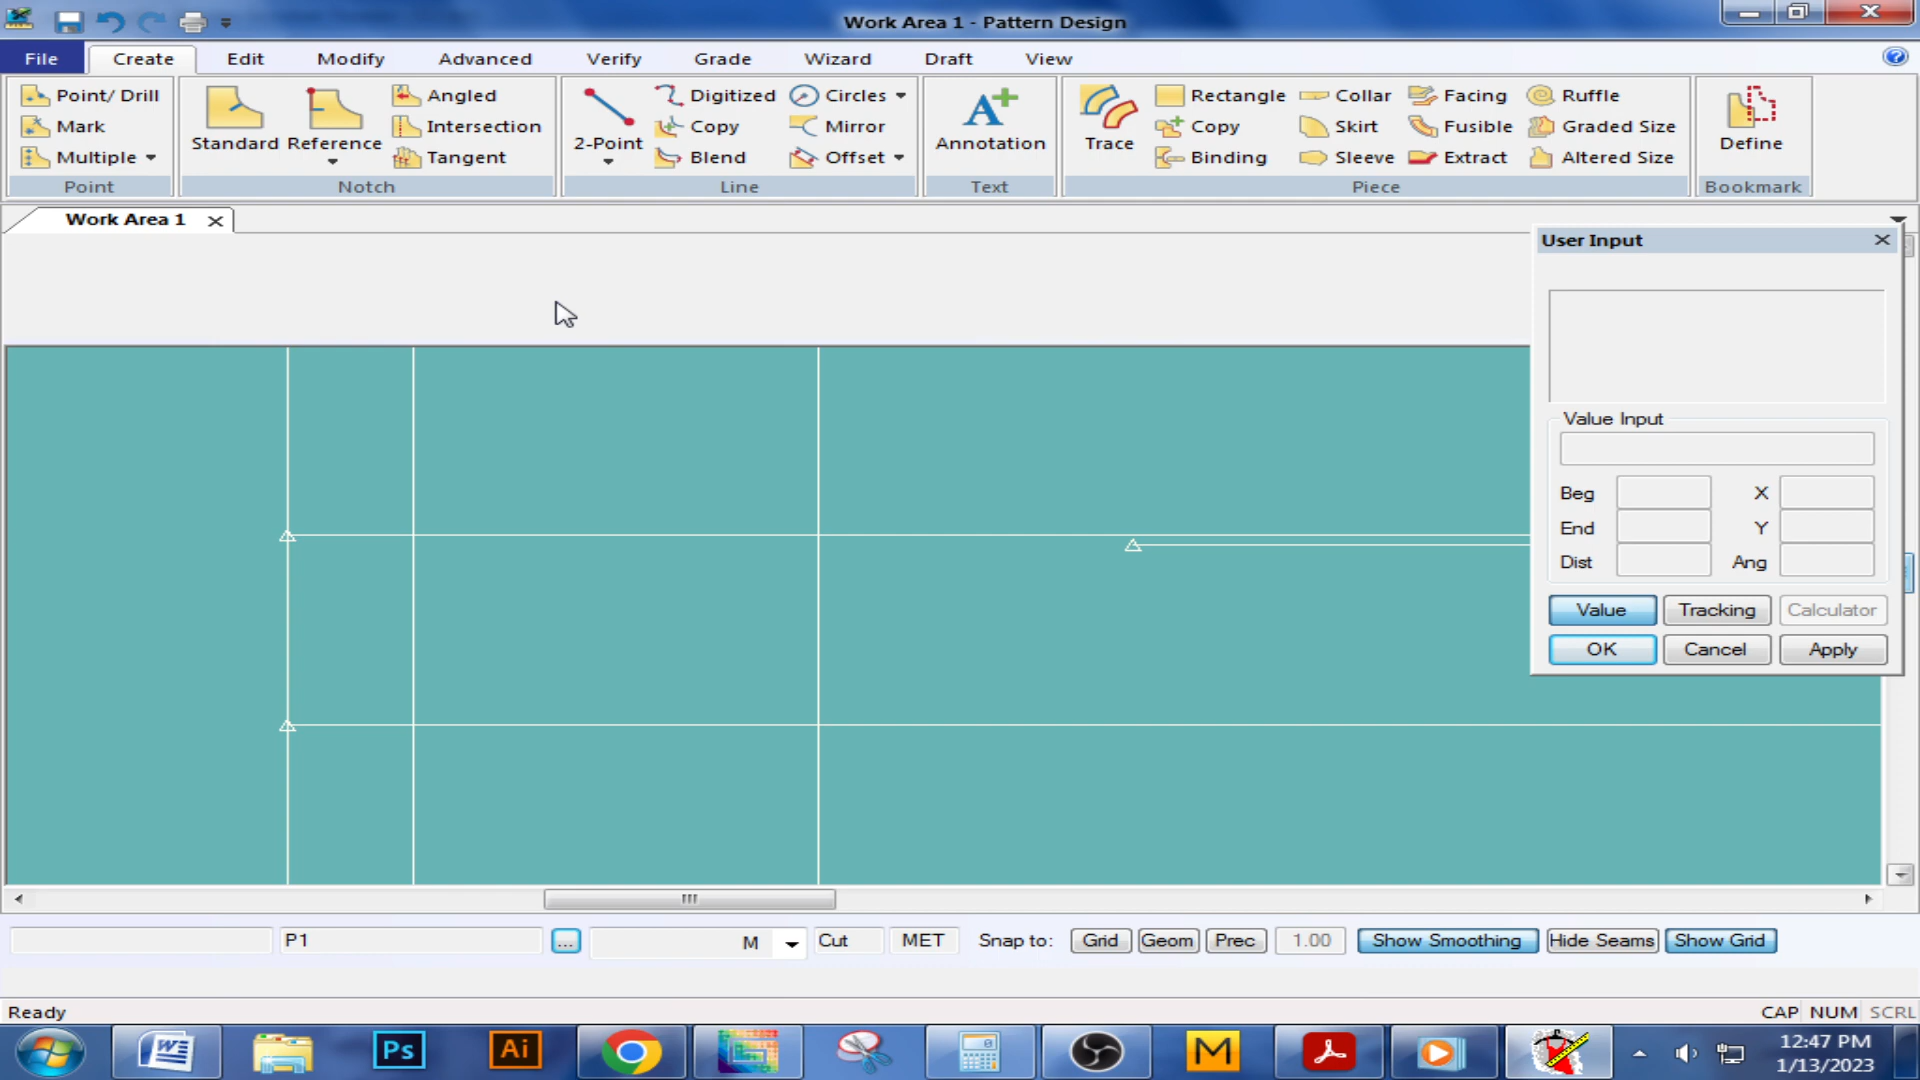 Work Area 1 - Pattern Design
File Create Edit Modify Advanced Verify Grade Wizard Draft View
Point/ Drill
Mark
Multiple
Point
Standard
Reference
Angled
Intersection
Tangent
Notch
2-Point
Digitized
Copy
Blend
Circles
Mirror
Offset
Line
Annotation
Text
Trace
Rectangle
Copy
Binding
Collar
Skirt
Sleeve
Facing
Fusible
Extract
Ruffle
Graded Size
Altered Size
Piece
Define
Bookmark
Work Area 1
User Input
Value Input
Beg X
End Y
Dist Ang
Value Tracking Calculator
OK Cancel Apply
P1 ... M Cut MET Snap to: Grid Geom Prec 1.00 Show Smoothing Hide Seams Show Grid
Ready CAP NUM SCRL
Ps Ai M
12:47 PM
1/13/2023